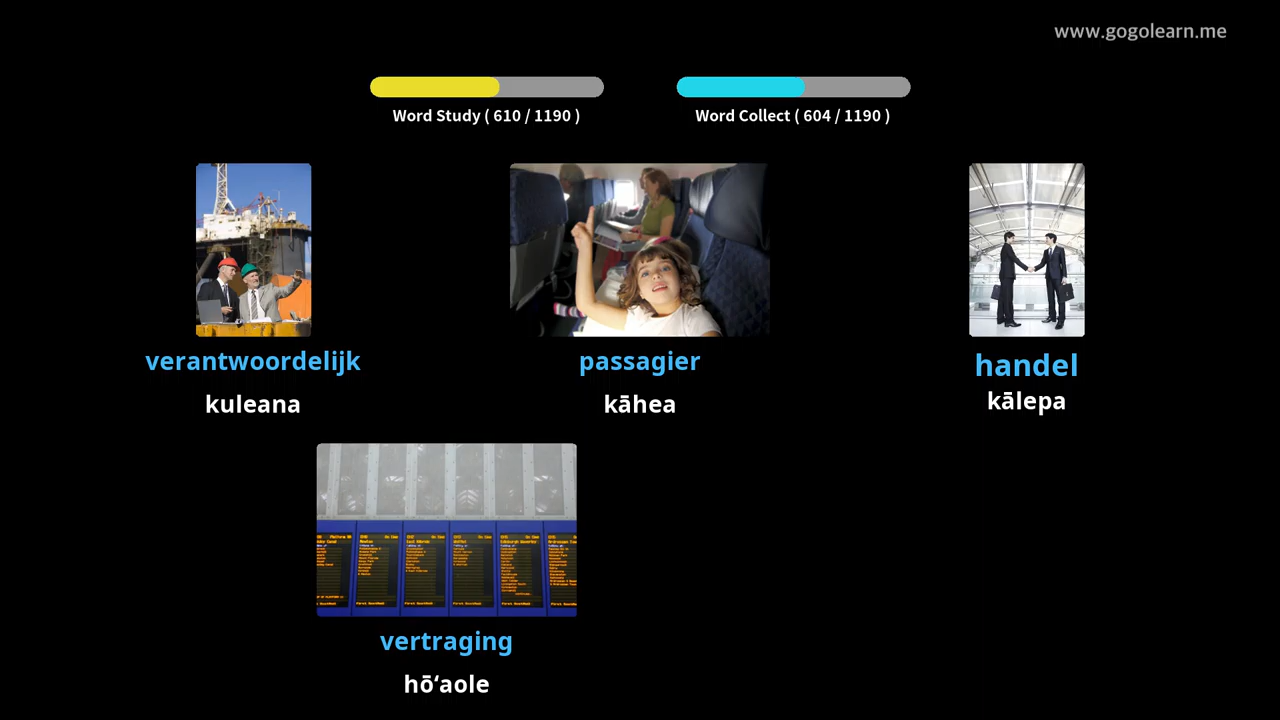 www.gogolearn.me
Word Study ( 610 / 1190 )
Word Collect ( 604 / 1190 )
verantwoordelijk
kuleana
passagier
kāhea
handel
kālepa
vertraging
hōʻaole